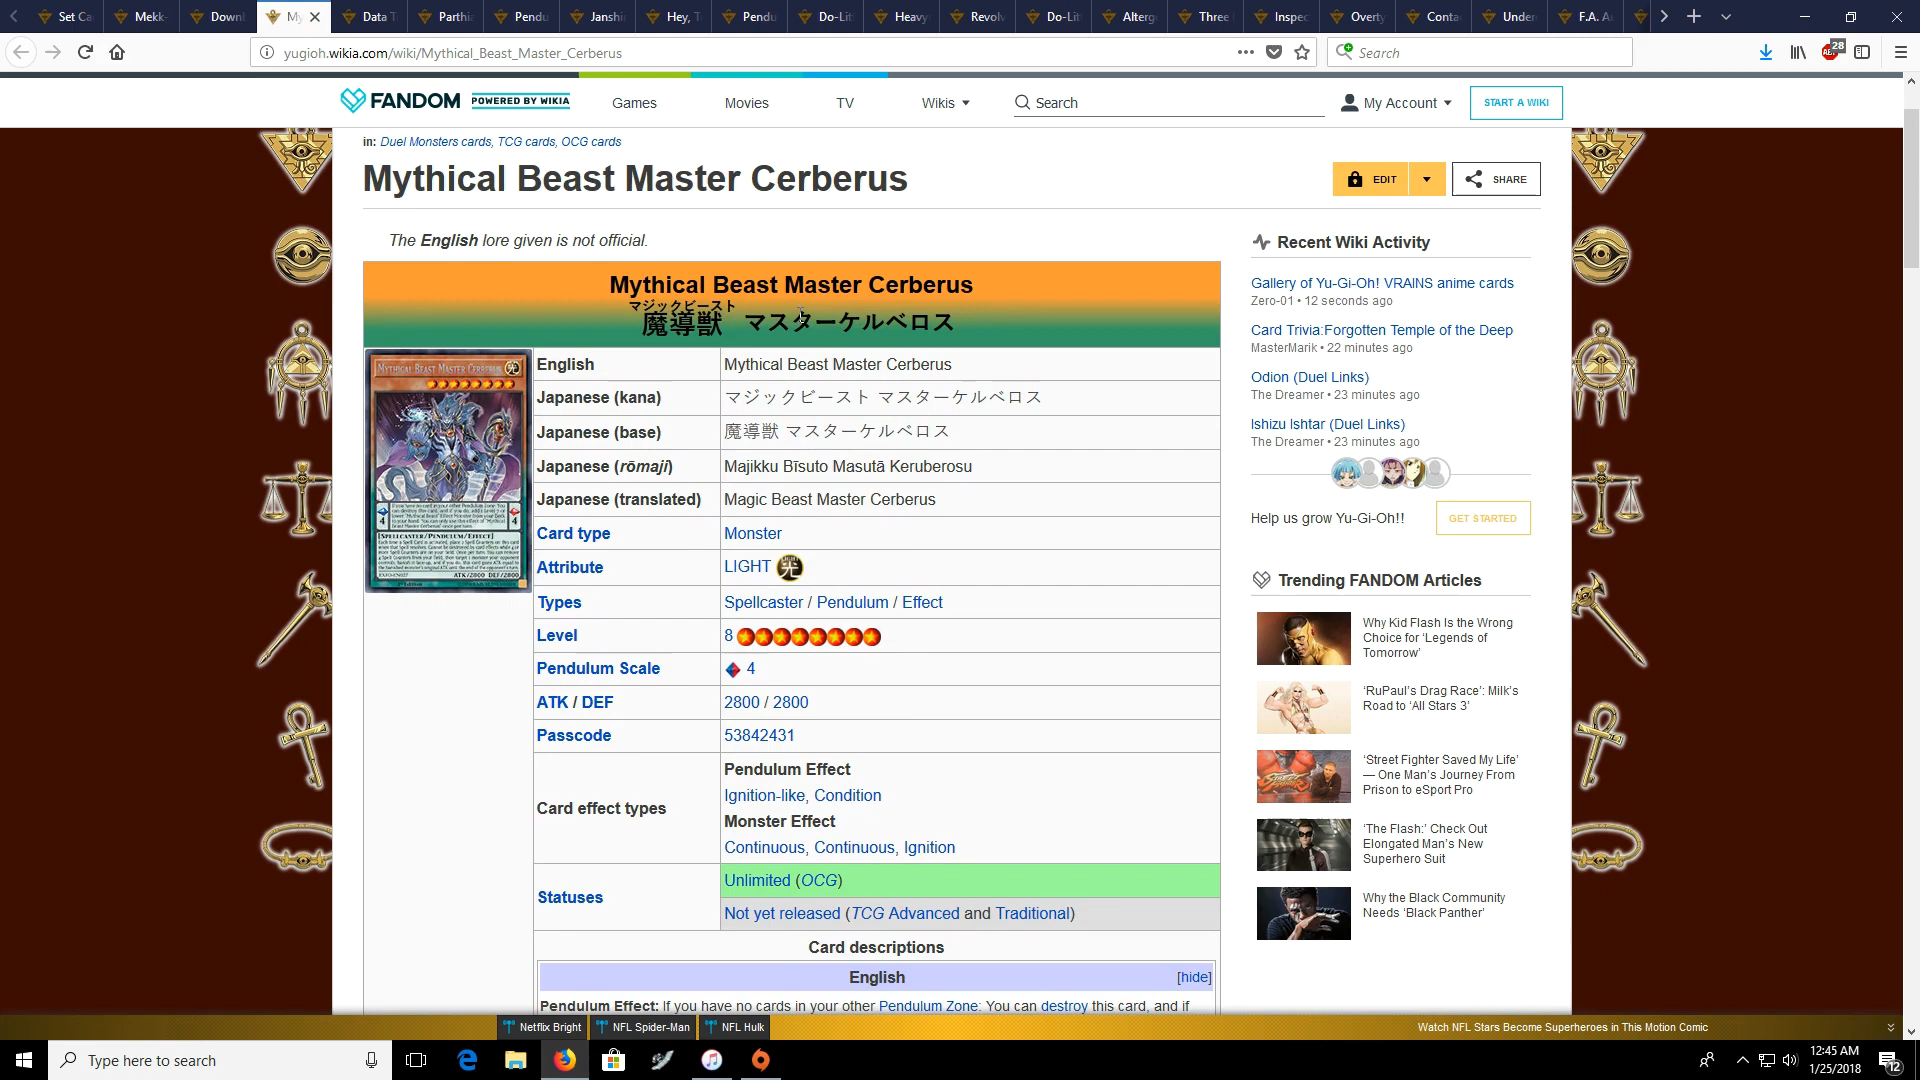 Set Ca
Mekk-
Downl
My
Data T
Parthi
Pendu
Janshi
Hey, T
Pendu
Do-Lit
Heavy
Revolv
Do-Lit
Alterg
Three
Inspec
Overty
Conta
Under
F.A. A
yugioh.wikia.com/wiki/Mythical_Beast_Master_Cerberus
Search
28
FANDOM POWERED BY WIKIA
Games
Movies
TV
Wikis
Search
My Account
START A WIKI
in: Duel Monsters cards, TCG cards, OCG cards
Mythical Beast Master Cerberus
EDIT
SHARE
The English lore given is not official.
Mythical Beast Master Cerberus
マジックビースト
魔導獣 マスターケルベロス
MYTHICAL BEAST MASTER CERBERUS
4 4
[SPELLCASTER/PENDULUM/EFFECT]
ATK/2800 DEF/2800
English Mythical Beast Master Cerberus
Japanese (kana) マジックビースト マスターケルベロス
Japanese (base) 魔導獣 マスターケルベロス
Japanese (rōmaji) Majikku Bīsuto Masutā Keruberosu
Japanese (translated) Magic Beast Master Cerberus
Card type Monster
Attribute LIGHT 光
Types Spellcaster / Pendulum / Effect
Level 8
Pendulum Scale 4
ATK / DEF 2800 / 2800
Passcode 53842431
Card effect types
Pendulum Effect
Ignition-like, Condition
Monster Effect
Continuous, Continuous, Ignition
Statuses
Unlimited (OCG)
Not yet released (TCG Advanced and Traditional)
Card descriptions
English [hide]
Pendulum Effect: If you have no cards in your other Pendulum Zone: You can destroy this card, and if
Recent Wiki Activity
Gallery of Yu-Gi-Oh! VRAINS anime cards
Zero-01 • 12 seconds ago
Card Trivia:Forgotten Temple of the Deep
MasterMarik • 22 minutes ago
Odion (Duel Links)
The Dreamer • 23 minutes ago
Ishizu Ishtar (Duel Links)
The Dreamer • 23 minutes ago
Help us grow Yu-Gi-Oh!!
GET STARTED
Trending FANDOM Articles
Why Kid Flash Is the Wrong
Choice for ‘Legends of
Tomorrow’
‘RuPaul’s Drag Race’: Milk’s
Road to ‘All Stars 3’
‘Street Fighter Saved My Life’
— One Man’s Journey From
Prison to eSport Pro
‘The Flash:’ Check Out
Elongated Man’s New
Superhero Suit
Why the Black Community
Needs ‘Black Panther’
Netflix Bright
NFL Spider-Man
NFL Hulk
Watch NFL Stars Become Superheroes in This Motion Comic
Type here to search
12:45 AM
1/25/2018
12